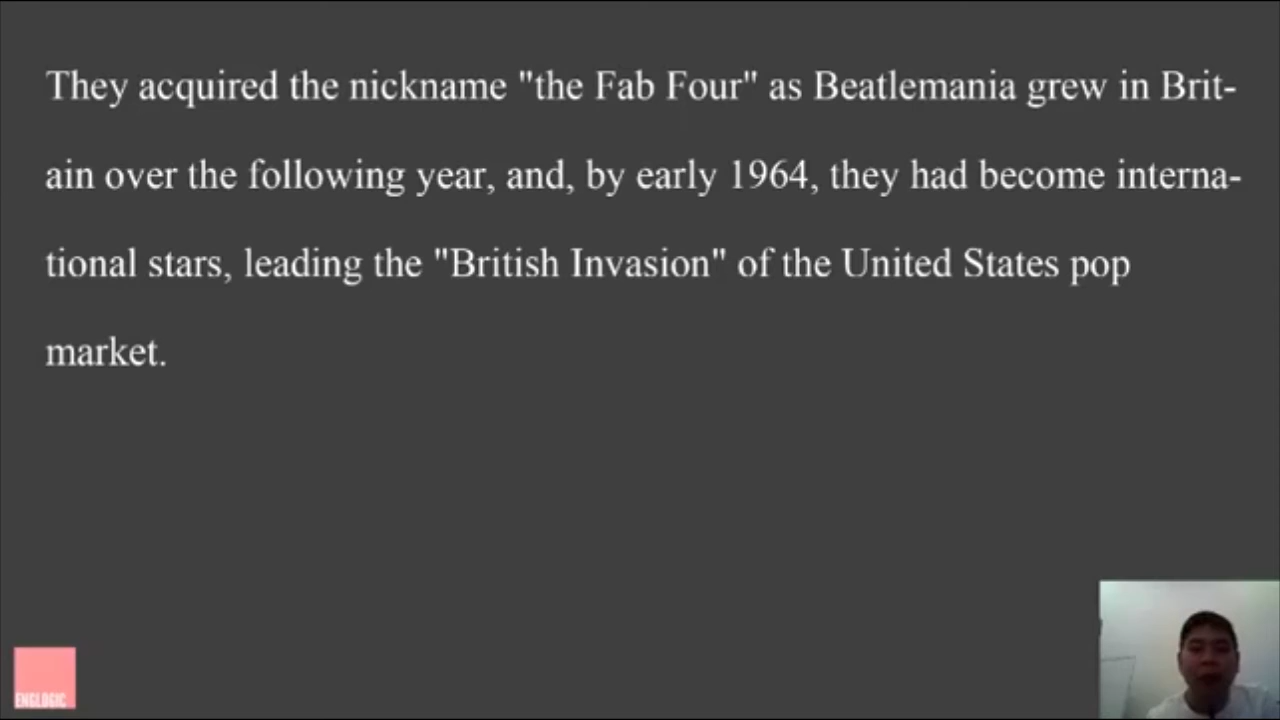 They acquired the nickname "the Fab Four" as Beatlemania grew in Brit-
ain over the following year, and, by early 1964, they had become interna-
tional stars, leading the "British Invasion" of the United States pop
market.
ENGLOGIC